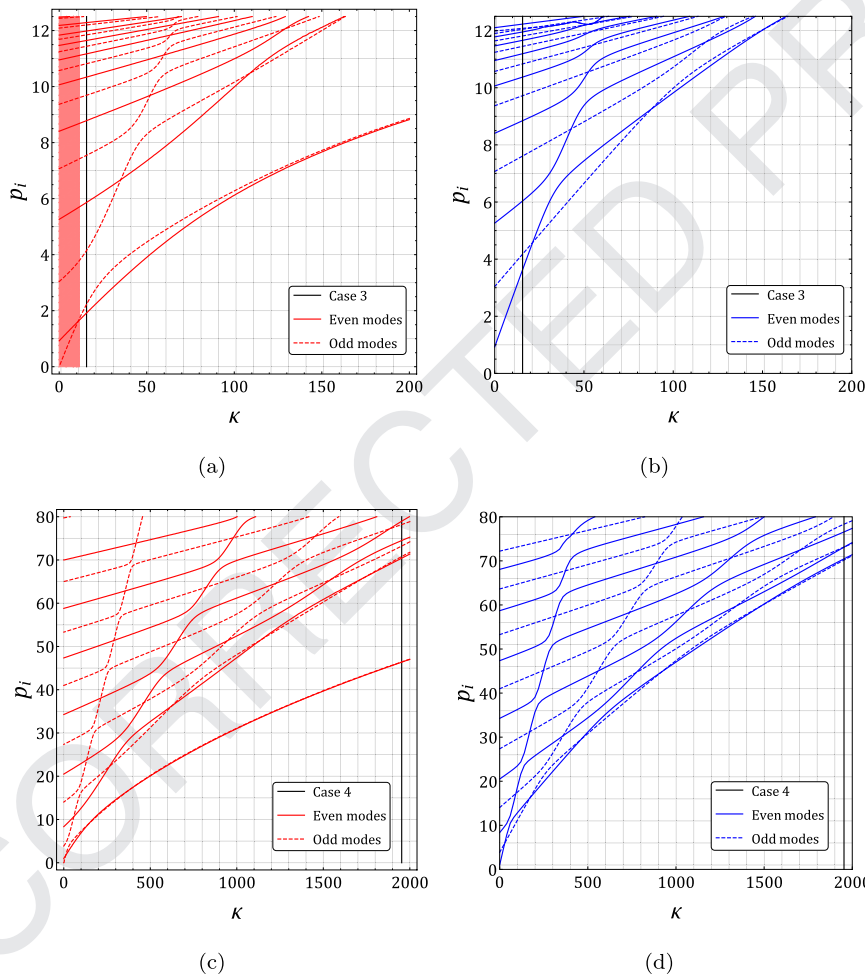 12
10
8
6
4
2
0
p_i
0
50
100
150
200
κ
Case 3
Even modes
Odd modes
(a)
12
10
8
6
4
2
0
p_i
0
50
100
150
200
κ
Case 3
Even modes
Odd modes
(b)
80
70
60
50
40
30
20
10
0
p_i
0
500
1000
1500
2000
κ
Case 4
Even modes
Odd modes
(c)
80
70
60
50
40
30
20
10
0
p_i
0
500
1000
1500
2000
κ
Case 4
Even modes
Odd modes
(d)
CORRECTED PR